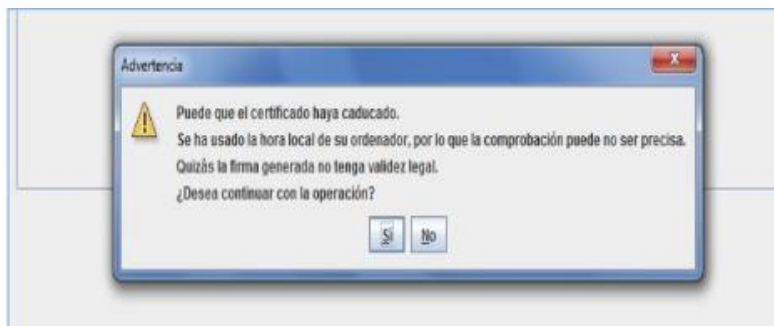 Advertencia
Puede que el certificado haya caducado.
Se ha usado la hora local de su ordenador, por lo que la comprobación puede no ser precisa.
Quizás la firma generada no tenga validez legal.
¿Desea continuar con la operación?
Sí No